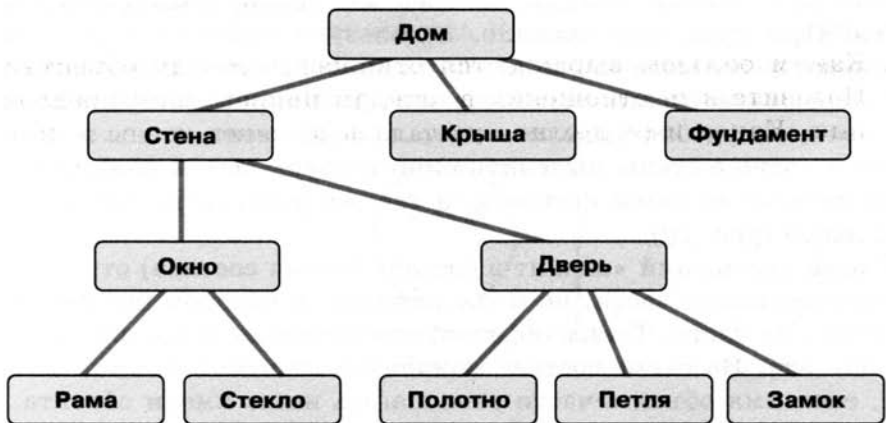 Дом
Стена Крыша Фундамент
Окно Дверь
Рама Стекло Полотно Петля Замок